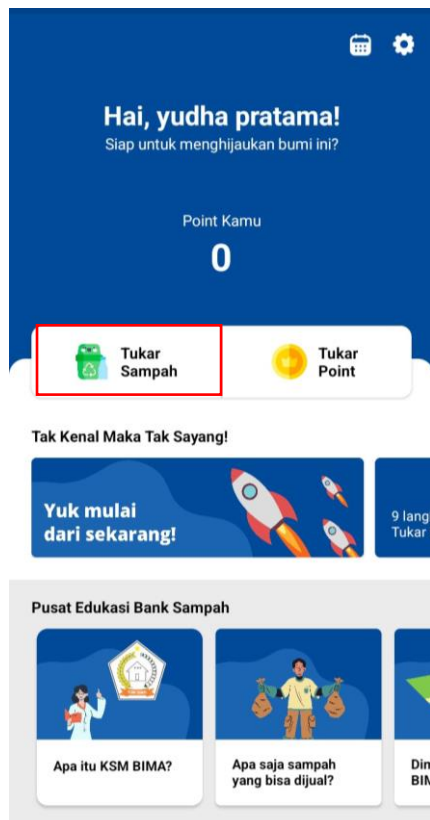 Hai, yudha pratama!
Siap untuk menghijaukan bumi ini?
Point Kamu
0
Tukar
Sampah
Tukar
Point
Tak Kenal Maka Tak Sayang!
Yuk mulai
dari sekarang!
9 lang
Tukar
Pusat Edukasi Bank Sampah
Apa itu KSM BIMA?
Apa saja sampah
yang bisa dijual?